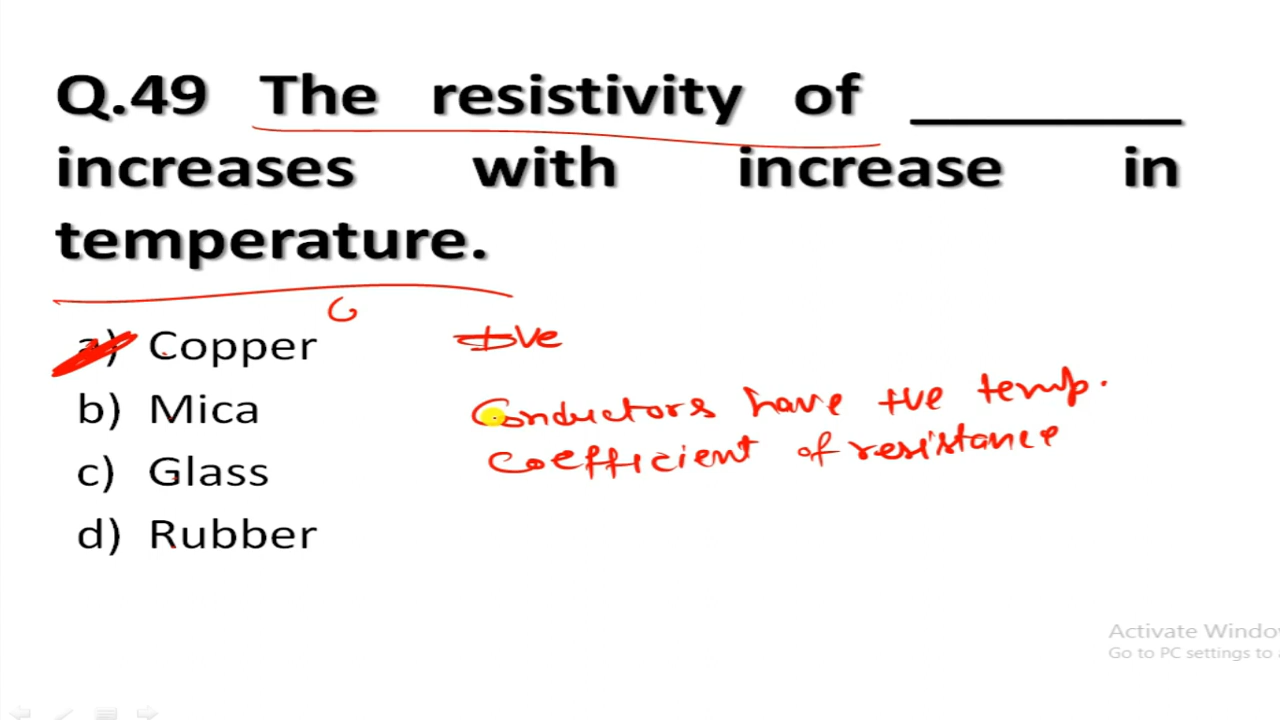 Q.49 The resistivity of ________
increases with increase in
temperature.
a) Copper
+ve
b) Mica
Conductors have +ve temp.
coefficient of resistance
c) Glass
d) Rubber
Activate Windo
Go to PC settings to a